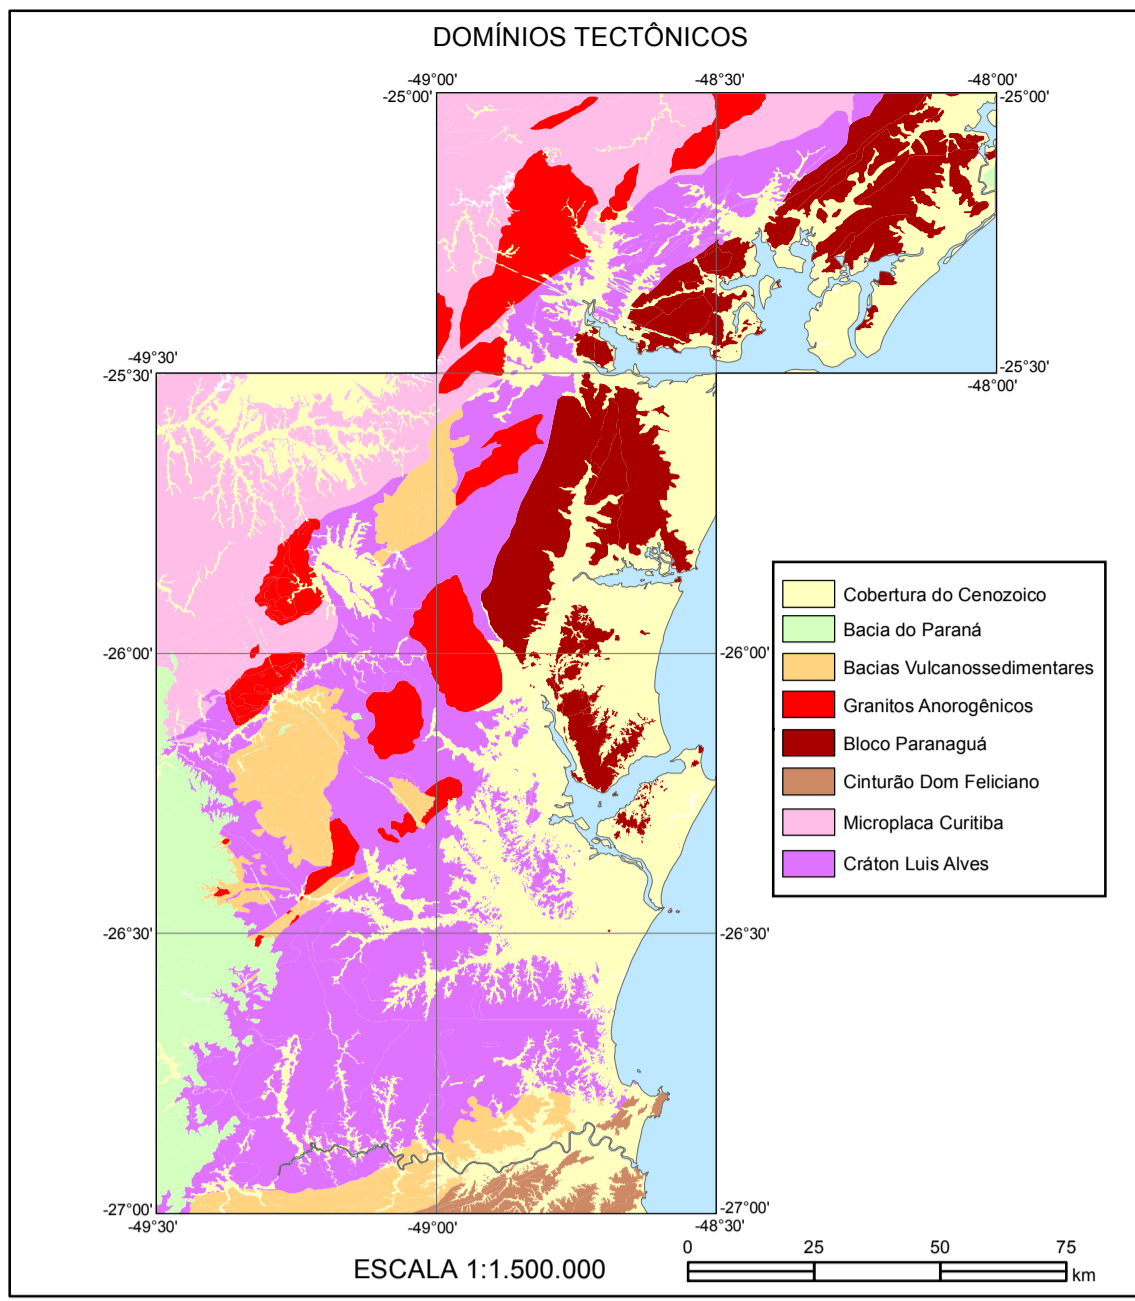 DOMÍNIOS TECTÔNICOS
-49°00'
-48°30'
-48°00'
-25°00'
-25°00'
-49°30'
-25°30'
-25°30'
-48°00'
Cobertura do Cenozoico
Bacia do Paraná
Bacias Vulcanossedimentares
Granitos Anorogênicos
Bloco Paranaguá
Cinturão Dom Feliciano
Microplaca Curitiba
Cráton Luis Alves
-26°00'
-26°00'
-26°30'
-26°30'
-27°00'
-27°00'
-49°30'
-49°00'
-48°30'
ESCALA 1:1.500.000
0 25 50 75
km